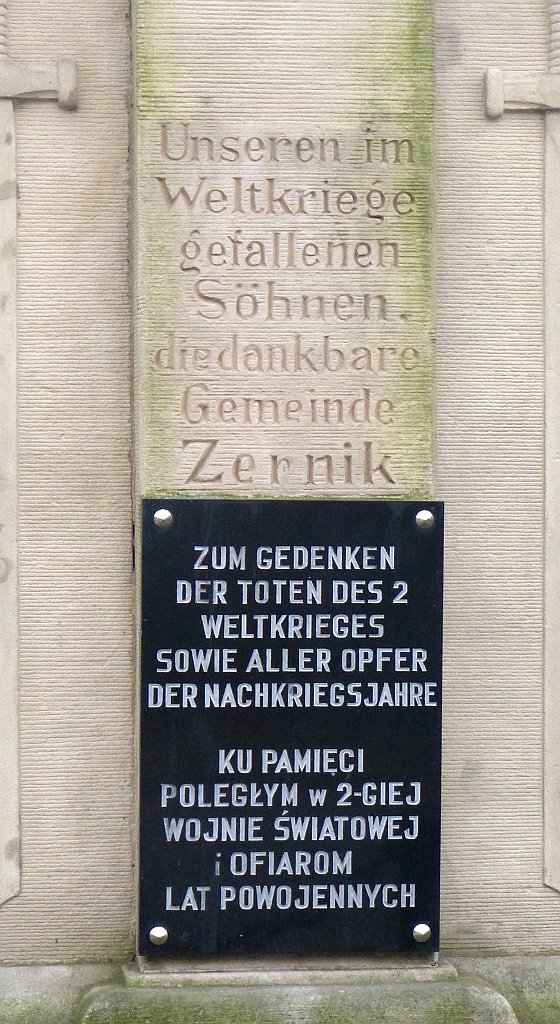 Unseren im
Weltkriege
gefallenen
Söhnen.
die dankbare
Gemeinde
Zernik
ZUM GEDENKEN
DER TOTEN DES 2
WELTKRIEGES
SOWIE ALLER OPFER
DER NACHKRIEGSJAHRE
KU PAMIĘCI
POLEGŁYM w 2-GIEJ
WOJNIE ŚWIATOWEJ
i OFIAROM
LAT POWOJENNYCH